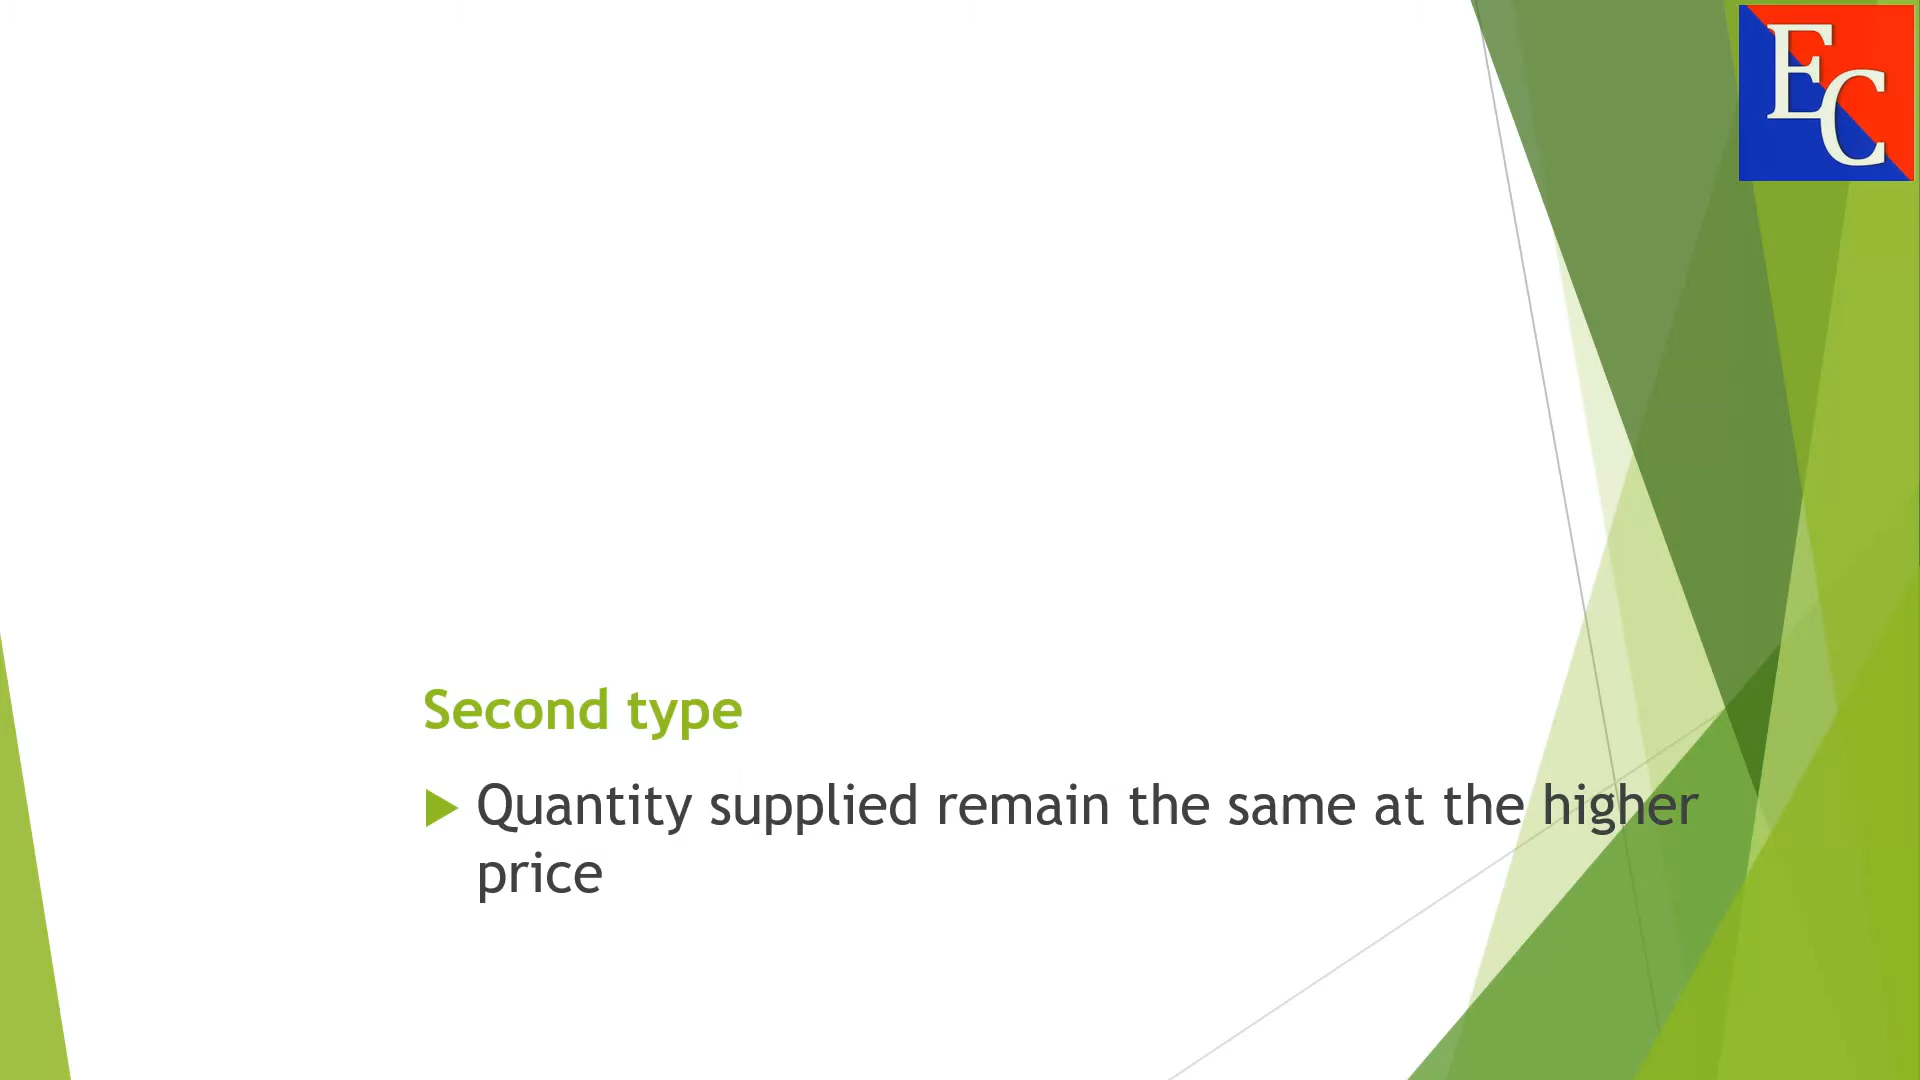 EC
Second type
Quantity supplied remain the same at the higher
price